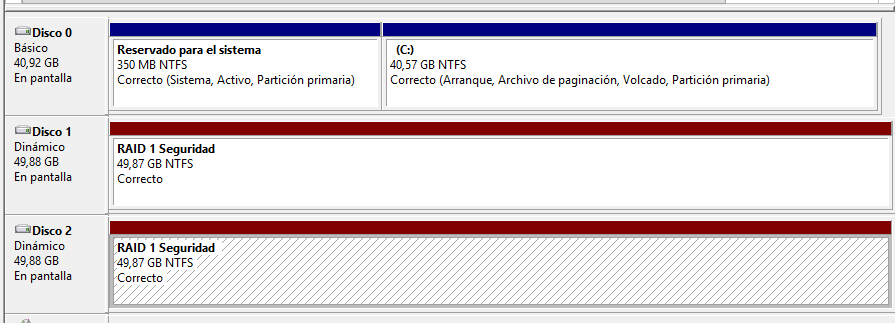 Disco 0
Básico
40,92 GB
En pantalla
Reservado para el sistema
350 MB NTFS
Correcto (Sistema, Activo, Partición primaria)
(C:)
40,57 GB NTFS
Correcto (Arranque, Archivo de paginación, Volcado, Partición primaria)
Disco 1
Dinámico
49,88 GB
En pantalla
RAID 1 Seguridad
49,87 GB NTFS
Correcto
Disco 2
Dinámico
49,88 GB
En pantalla
RAID 1 Seguridad
49,87 GB NTFS
Correcto